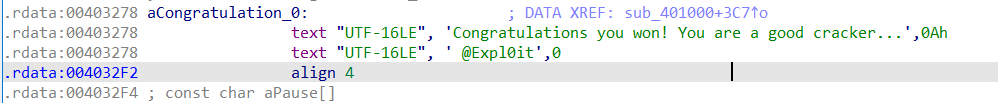 .rdata:00403278 aCongratulation_0: ; DATA XREF: sub_401000+3C7↑o
.rdata:00403278 text "UTF-16LE", 'Congratulations you won! You are a good cracker...',0Ah
.rdata:00403278 text "UTF-16LE", ' @Expl0it',0
.rdata:004032F2 align 4
.rdata:004032F4 ; const char aPause[]